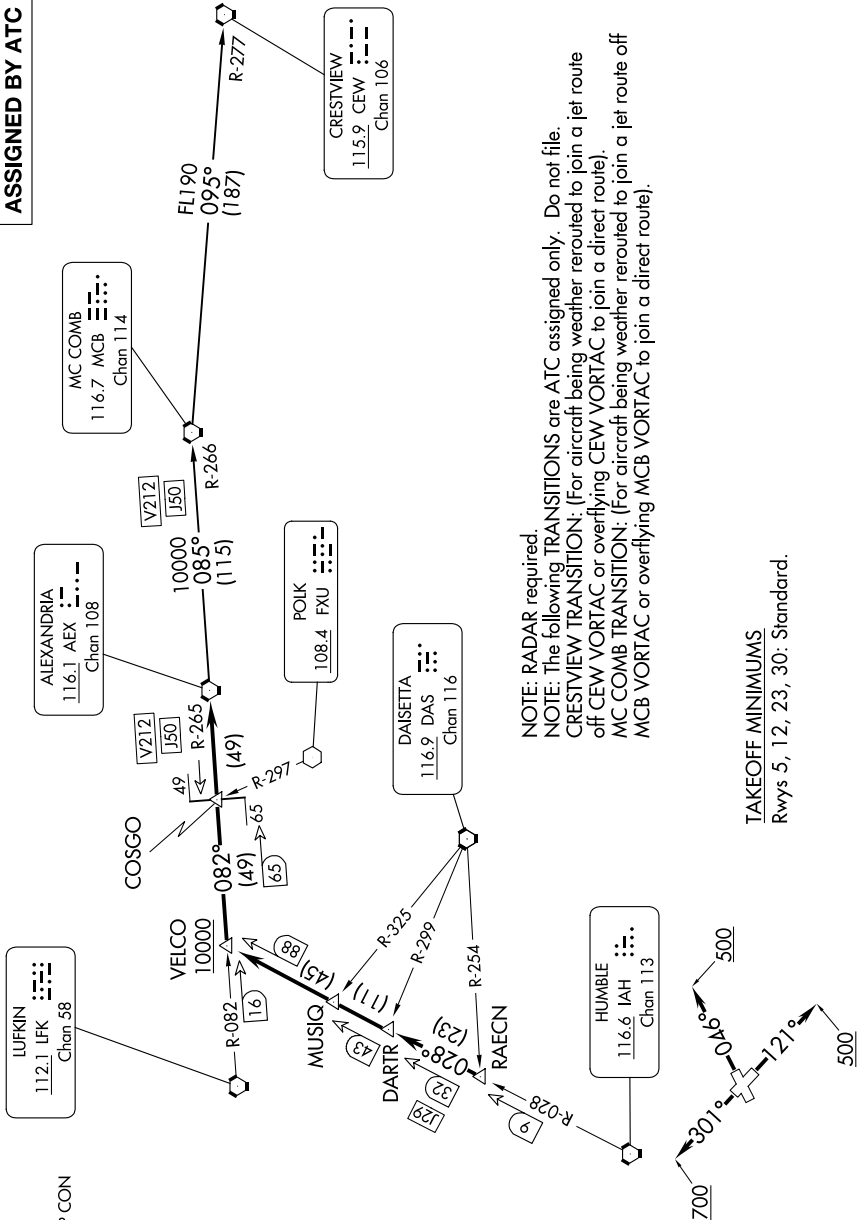 ASSIGNED BY ATC
CRESTVIEW
115.9 CEW
Chan 106
R-277
FL190
095°
(187)
MC COMB
116.7 MCB
Chan 114
R-266
V212
J50
10000
085°
(115)
ALEXANDRIA
116.1 AEX
Chan 108
V212
J50
R-265
49
(49)
POLK
108.4 FXU
R-297
COSGO
65
65
082°
(49)
LUFKIN
112.1 LFK
Chan 58
VELCO
10000
R-082
16
88
(45)
MUSIQ
R-325
(11)
43
DARTR
R-299
DAISETTA
116.9 DAS
Chan 116
R-254
(23)
028°
32
J29
RAECN
9
R-028
HUMBLE
116.6 IAH
Chan 113
500
046°
121°
500
301°
700
P CON
NOTE: RADAR required.
NOTE: The following TRANSITIONS are ATC assigned only. Do not file.
CRESTVIEW TRANSITION: (For aircraft being weather rerouted to join a jet route
off CEW VORTAC or overflying CEW VORTAC to join a direct route).
MC COMB TRANSITION: (For aircraft being weather rerouted to join a jet route off
MCB VORTAC or overflying MCB VORTAC to join a direct route).
TAKEOFF MINIMUMS
Rwys 5, 12, 23, 30: Standard.